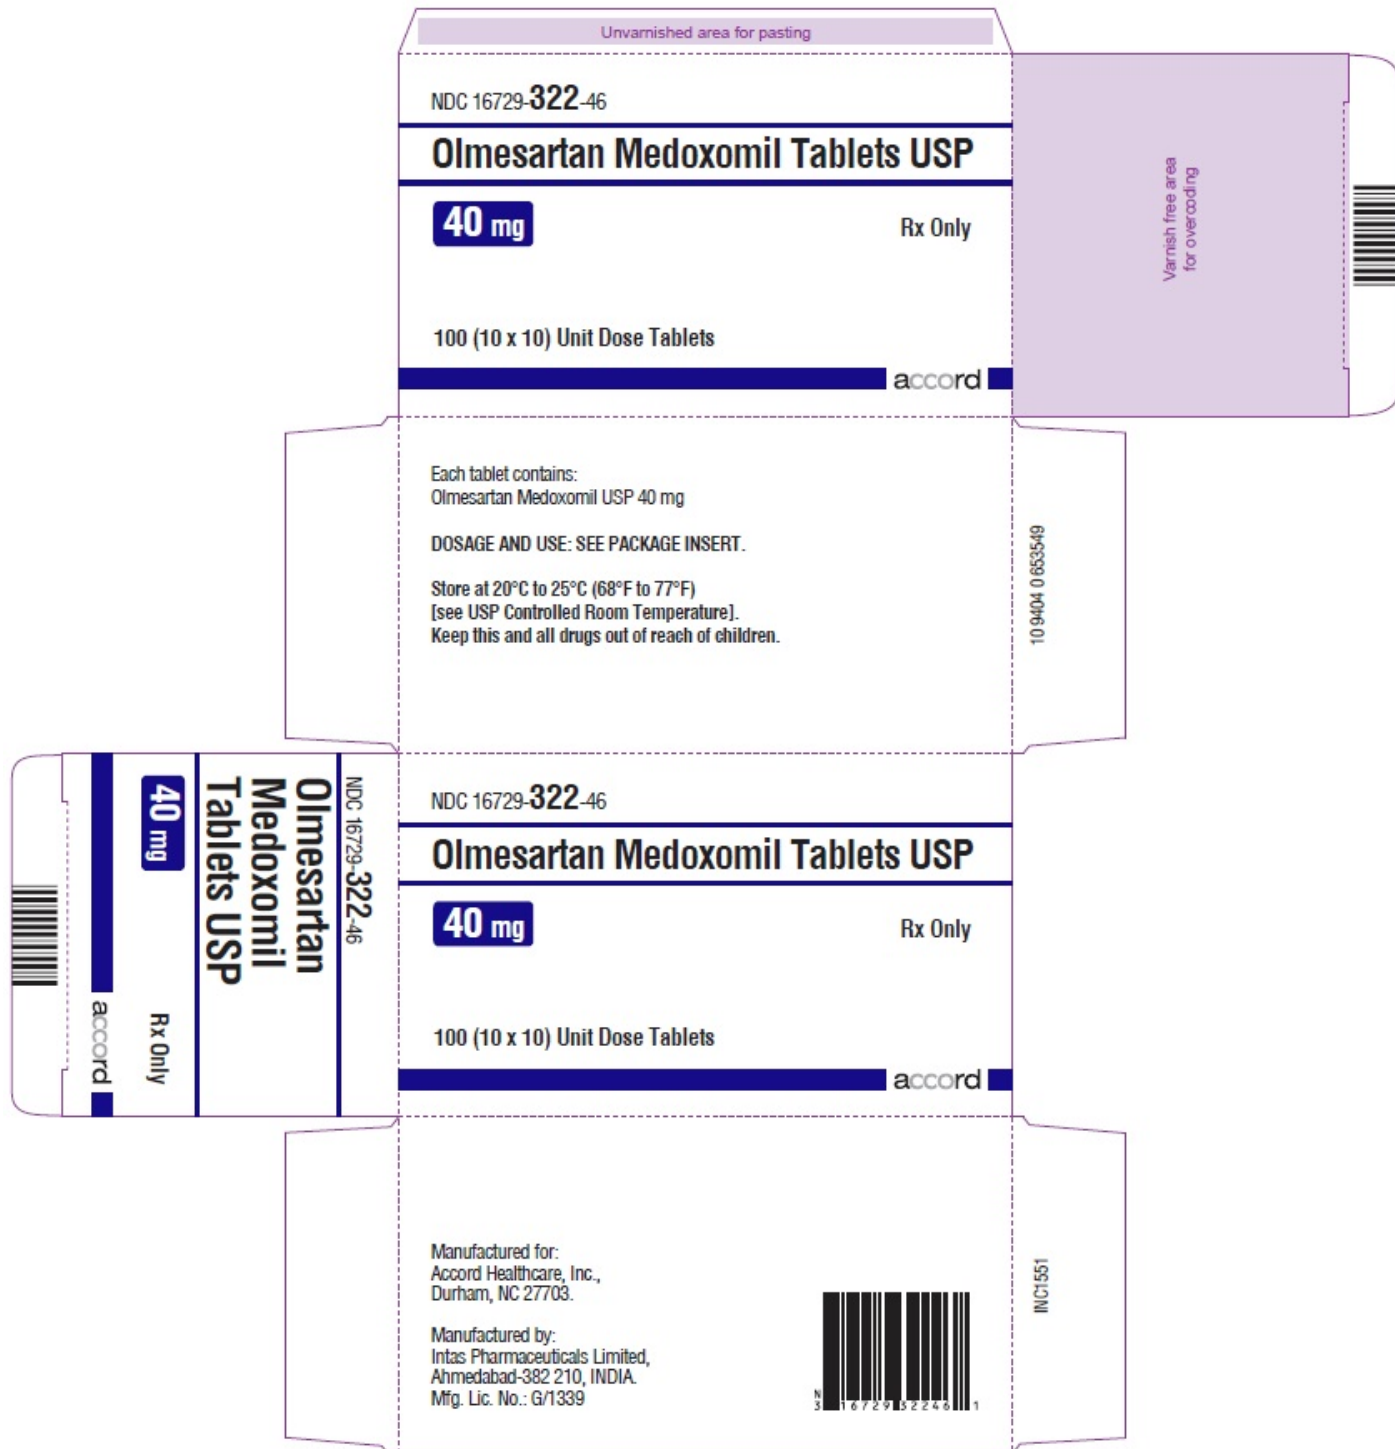 Unvarnished area for pasting
NDC 16729-322-46
Olmesartan Medoxomil Tablets USP
40 mg
Rx Only
100 (10 x 10) Unit Dose Tablets
accord
Varnish free area
for overcoding
Each tablet contains:
Olmesartan Medoxomil USP 40 mg
DOSAGE AND USE: SEE PACKAGE INSERT.
Store at 20°C to 25°C (68°F to 77°F)
[see USP Controlled Room Temperature].
Keep this and all drugs out of reach of children.
10 9404 0 653549
NDC 16729-322-46
Olmesartan
Medoxomil
Tablets USP
40 mg
Rx Only
accord
NDC 16729-322-46
Olmesartan Medoxomil Tablets USP
40 mg
Rx Only
100 (10 x 10) Unit Dose Tablets
accord
Manufactured for:
Accord Healthcare, Inc.,
Durham, NC 27703.
Manufactured by:
Intas Pharmaceuticals Limited,
Ahmedabad-382 210, INDIA.
Mfg. Lic. No.: G/1339
N
3 16729 32246 1
INC1551